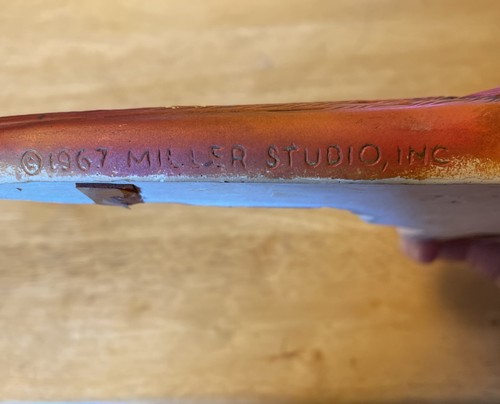 ©1967 MILLER STUDIO, INC.